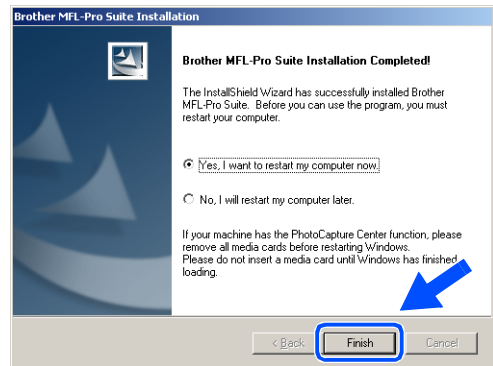 Brother MFL-Pro Suite Installation
Brother MFL-Pro Suite Installation Completed!
The InstallShield Wizard has successfully installed Brother
MFL-Pro Suite. Before you can use the program, you must
restart your computer.
Yes, I want to restart my computer now.
No, I will restart my computer later.
If your machine has the PhotoCapture Center function, please
remove all media cards before restarting Windows.
Please do not insert a media card until Windows has finished
loading.
< Back Finish Cancel